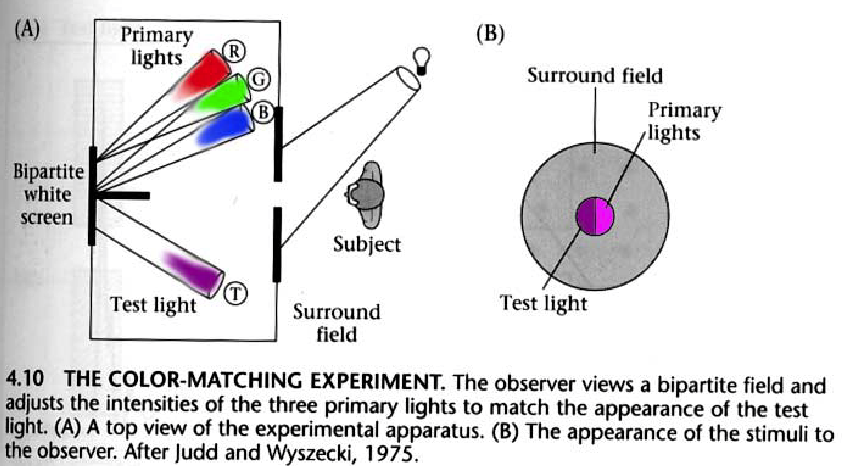 (A)
Primary
lights
R
G
B
Bipartite
white
screen
Subject
Test light
T
Surround
field
(B)
Surround field
Primary
lights
Test light
4.10 THE COLOR-MATCHING EXPERIMENT. The observer views a bipartite field and
adjusts the intensities of the three primary lights to match the appearance of the test
light. (A) A top view of the experimental apparatus. (B) The appearance of the stimuli to
the observer. After Judd and Wyszecki, 1975.